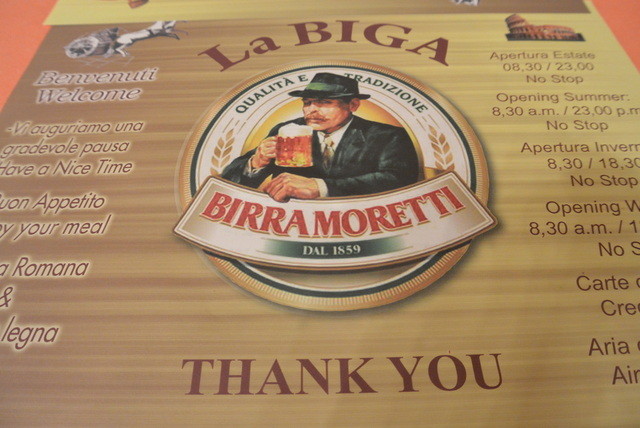 La BIGA
Benvenuti
Welcome
-Vi auguriamo una
gradevole pausa
Have a Nice Time
Buon Appetito
y your meal
a Romana
&
legna
QUALITÀ E TRADIZIONE
BIRRA MORETTI
DAL 1859
THANK YOU
Apertura Estate
08,30 / 23,00
No Stop
Opening Summer:
8,30 a.m. / 23,00 p.m
No Stop
Apertura Invern
8,30 / 18,30
No Stop
Opening W
8,30 a.m. / 1
No S
Carte d
Cre
Aria
Air